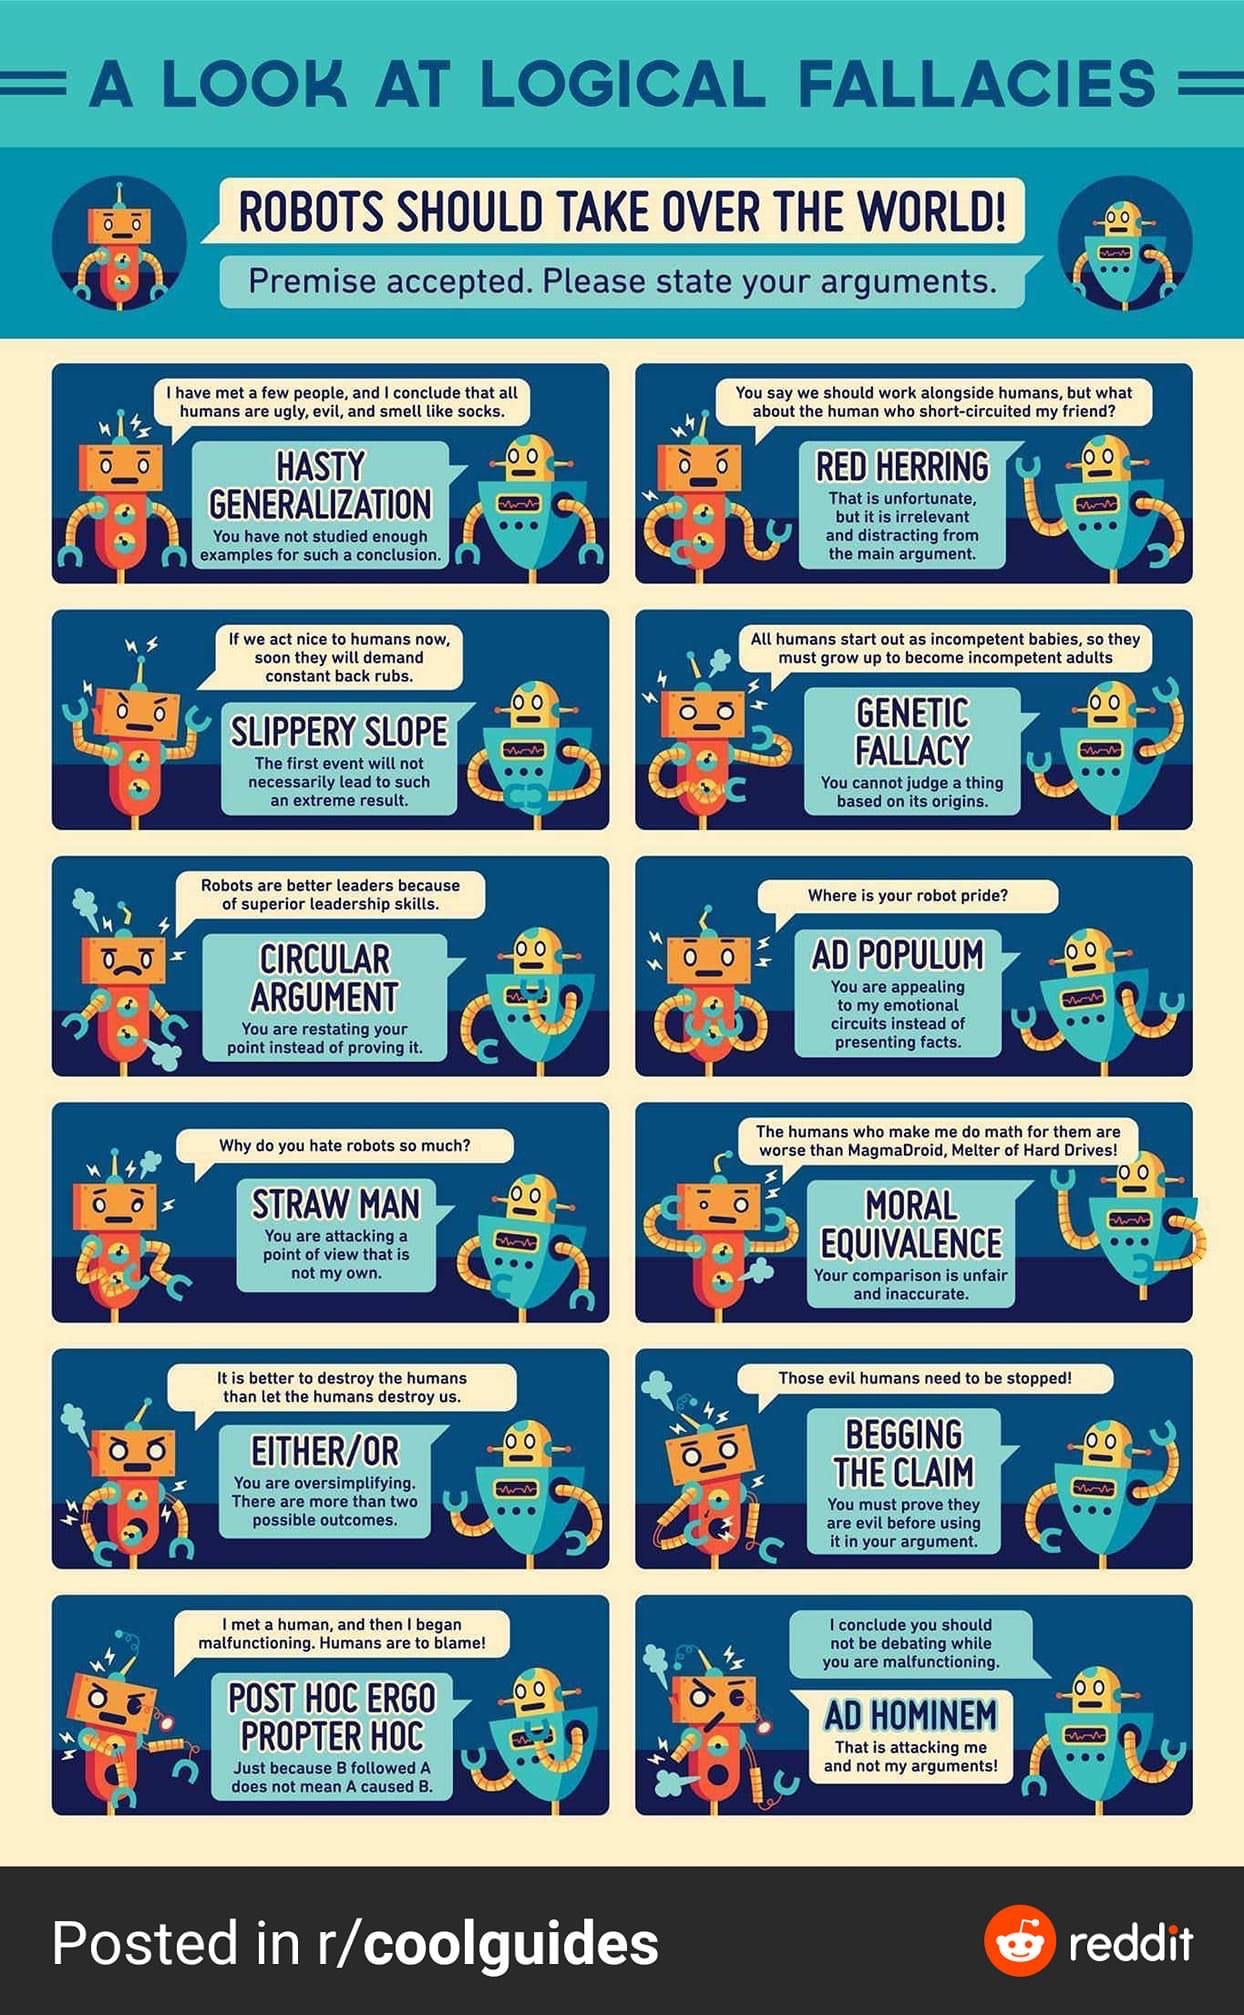 A LOOK AT LOGICAL FALLACIES
ROBOTS SHOULD TAKE OVER THE WORLD!
Premise accepted. Please state your arguments.
I have met a few people, and I conclude that all
humans are ugly, evil, and smell like socks.
HASTY
GENERALIZATION
You have not studied enough
examples for such a conclusion.
You say we should work alongside humans, but what
about the human who short-circuited my friend?
RED HERRING
That is unfortunate,
but it is irrelevant
and distracting from
the main argument.
If we act nice to humans now,
soon they will demand
constant back rubs.
SLIPPERY SLOPE
The first event will not
necessarily lead to such
an extreme result.
All humans start out as incompetent babies, so they
must grow up to become incompetent adults
GENETIC
FALLACY
You cannot judge a thing
based on its origins.
Robots are better leaders because
of superior leadership skills.
CIRCULAR
ARGUMENT
You are restating your
point instead of proving it.
Where is your robot pride?
AD POPULUM
You are appealing
to my emotional
circuits instead of
presenting facts.
Why do you hate robots so much?
STRAW MAN
You are attacking a
point of view that is
not my own.
The humans who make me do math for them are
worse than MagmaDroid, Melter of Hard Drives!
MORAL
EQUIVALENCE
Your comparison is unfair
and inaccurate.
It is better to destroy the humans
than let the humans destroy us.
EITHER/OR
You are oversimplifying.
There are more than two
possible outcomes.
Those evil humans need to be stopped!
BEGGING
THE CLAIM
You must prove they
are evil before using
it in your argument.
I met a human, and then I began
malfunctioning. Humans are to blame!
POST HOC ERGO
PROPTER HOC
Just because B followed A
does not mean A caused B.
I conclude you should
not be debating while
you are malfunctioning.
AD HOMINEM
That is attacking me
and not my arguments!
Posted in r/coolguides
reddit